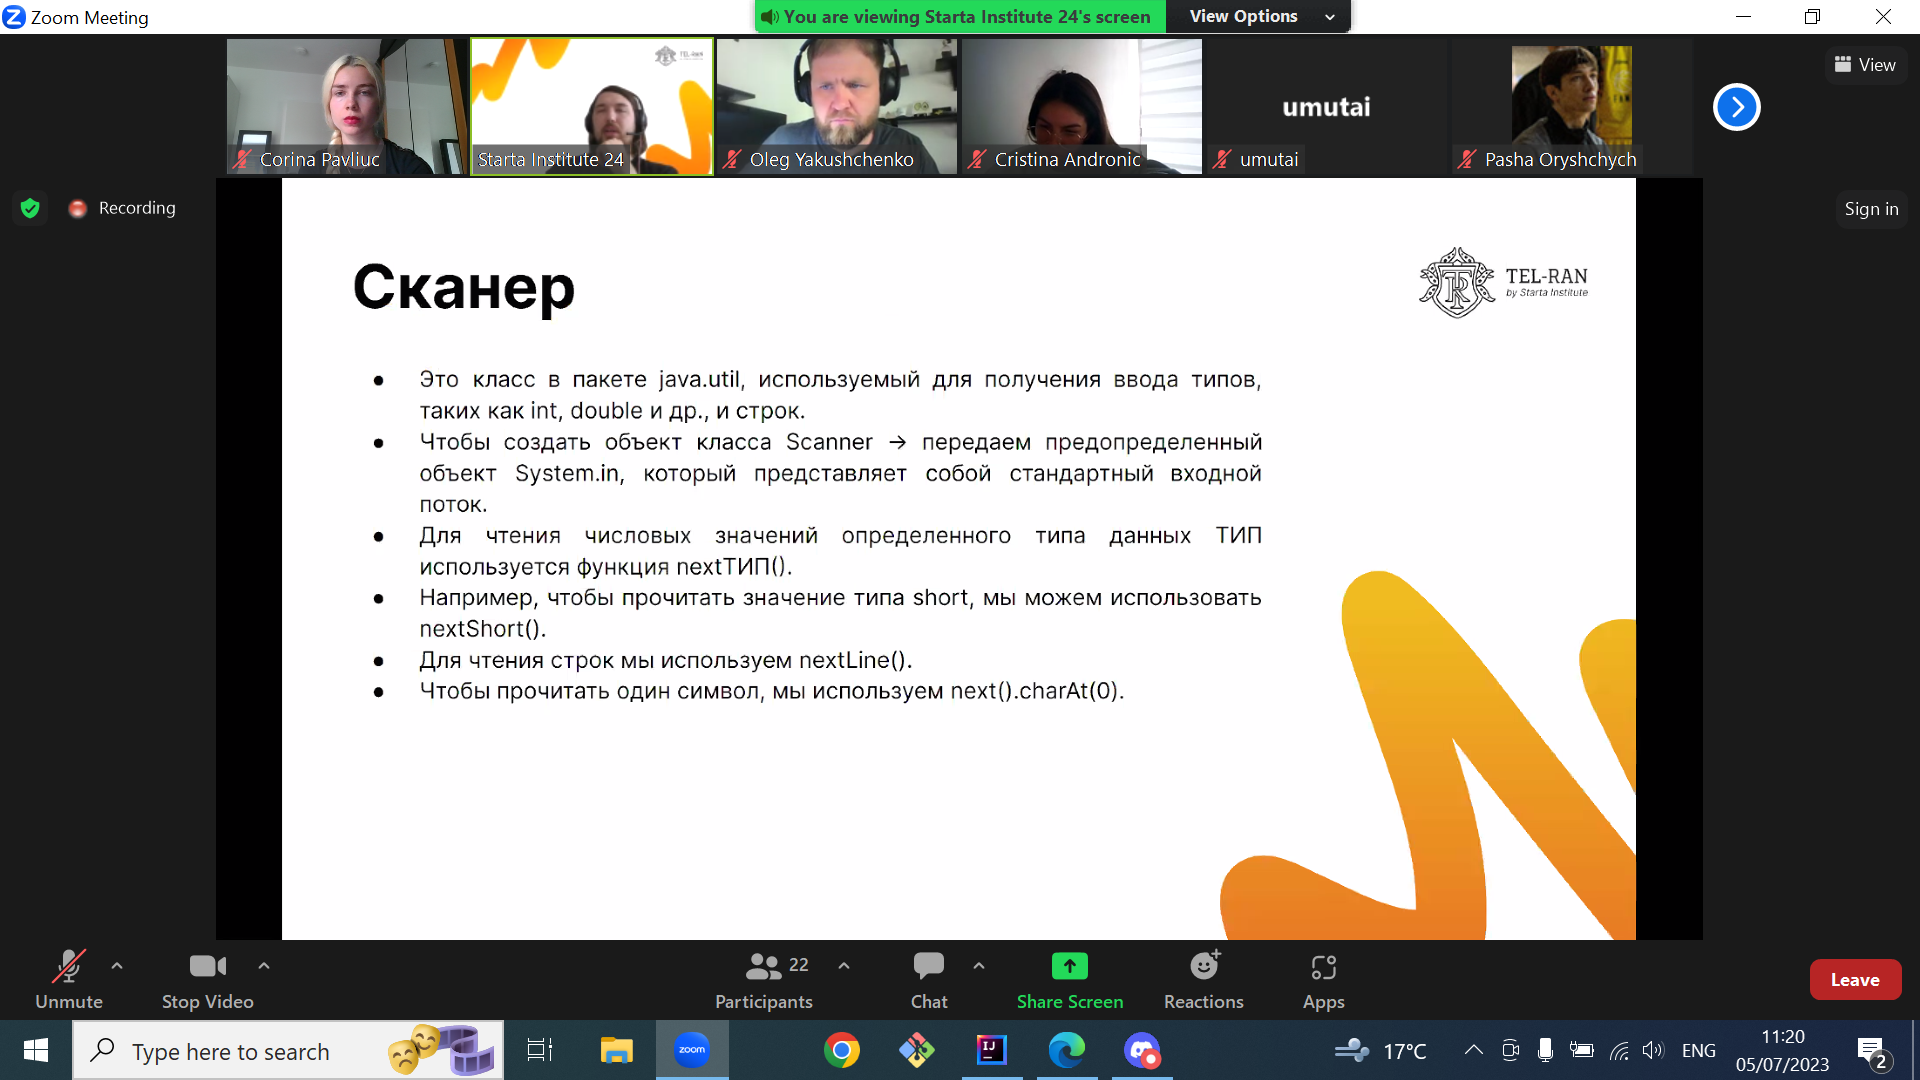 Zoom Meeting
You are viewing Starta Institute 24's screen
View Options
View
Corina Pavliuc
Starta Institute 24
Oleg Yakushchenko
Cristina Andronic
umutai
umutai
Pasha Oryshchych
Recording
Sign in
Сканер
TEL-RAN
by Starta Institute
● Это класс в пакете java.util, используемый для получения ввода типов,
таких как int, double и др., и строк.
● Чтобы создать объект класса Scanner → передаем предопределенный
объект System.in, который представляет собой стандартный входной
поток.
● Для чтения числовых значений определенного типа данных ТИП
используется функция nextТИП().
● Например, чтобы прочитать значение типа short, мы можем использовать
nextShort().
● Для чтения строк мы используем nextLine().
● Чтобы прочитать один символ, мы используем next().charAt(0).
Unmute
Stop Video
22
Participants
Chat
Share Screen
Reactions
Apps
Leave
Type here to search
zoom
IJ
17°C
ENG
11:20
05/07/2023
2